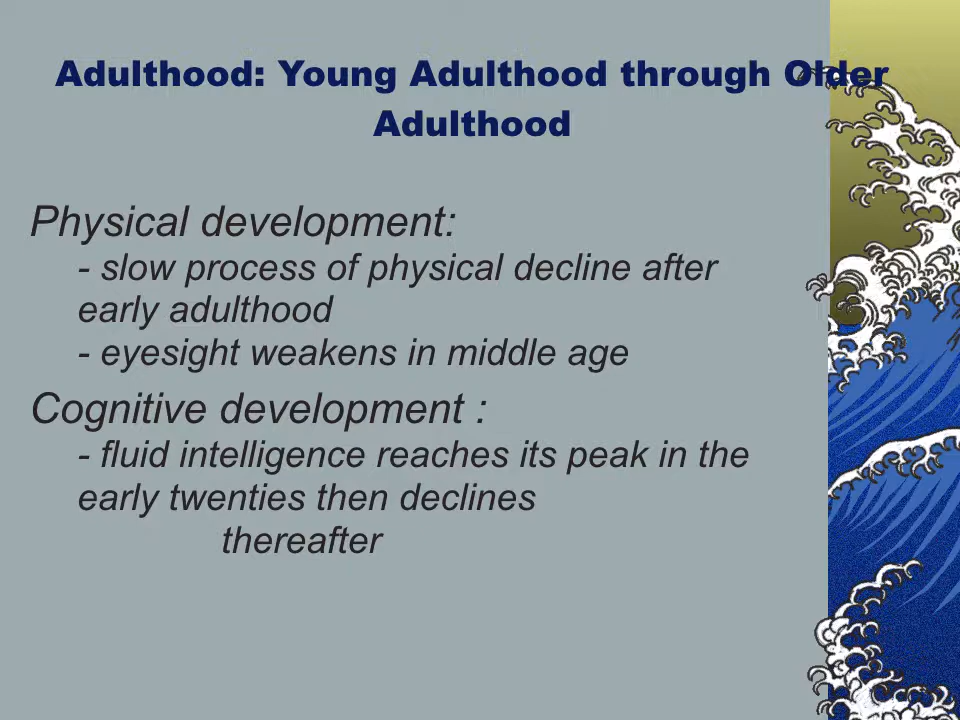 Adulthood: Young Adulthood through Older
Adulthood
Physical development:
- slow process of physical decline after
early adulthood
- eyesight weakens in middle age
Cognitive development :
- fluid intelligence reaches its peak in the
early twenties then declines
thereafter